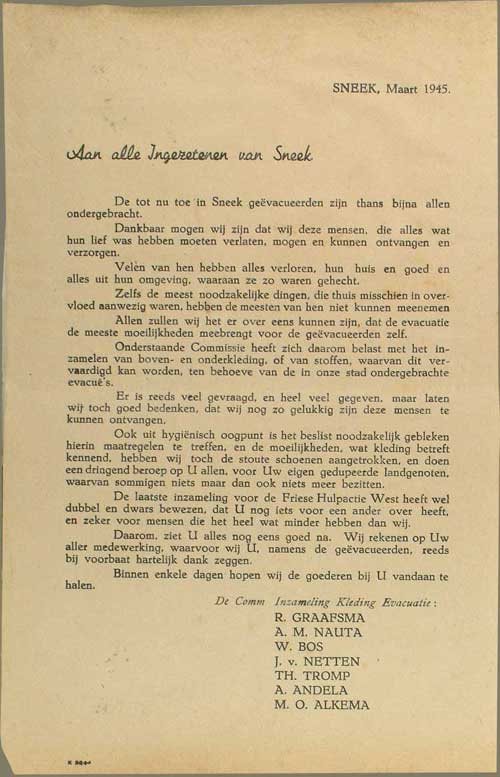 SNEEK, Maart 1945.
Aan alle Ingezetenen van Sneek
De tot nu toe in Sneek geëvacueerden zijn thans bijna allen
ondergebracht.
Dankbaar mogen wij zijn dat wij deze mensen, die alles wat
hun lief was hebben moeten verlaten, mogen en kunnen ontvangen en
verzorgen.
Velen van hen hebben alles verloren, hun huis en goed en
alles uit hun omgeving, waaraan ze zo waren gehecht.
Zelfs de meest noodzakelijke dingen, die thuis misschien in over-
vloed aanwezig waren, hebben de meesten van hen niet kunnen meenemen
Allen zullen wij het er over eens kunnen zijn, dat de evacuatie
de meeste moeilijkheden meebrengt voor de geëvacueerden zelf.
Onderstaande Commissie heeft zich daarom belast met het in-
zamelen van boven- en onderkleding, of van stoffen, waarvan dit ver-
vaardigd kan worden, ten behoeve van de in onze stad ondergebrachte
evacué's.
Er is reeds veel gevraagd, en heel veel gegeven, maar laten
wij toch goed bedenken, dat wij nog zo gelukkig zijn deze mensen te
kunnen ontvangen.
Ook uit hygiënisch oogpunt is het beslist noodzakelijk gebleken
hierin maatregelen te treffen, en de moeilijkheden, wat kleding betreft
kennend, hebben wij toch de stoute schoenen aangetrokken, en doen
een dringend beroep op U allen, voor Uw eigen gedupeerde landgenoten,
waarvan sommigen niets maar dan ook niets meer bezitten.
De laatste inzameling voor de Friese Hulpactie West heeft wel
dubbel en dwars bewezen, dat U nog iets voor een ander over heeft,
en zeker voor mensen die het heel wat minder hebben dan wij.
Daarom, ziet U alles nog eens goed na. Wij rekenen op Uw
aller medewerking, waarvoor wij U, namens de geëvacueerden, reeds
bij voorbaat hartelijk dank zeggen.
Binnen enkele dagen hopen wij de goederen bij U vandaan te
halen.
De Comm Inzameling Kleding Evacuatie :
R. GRAAFSMA
A. M. NAUTA
W. BOS
J. v. NETTEN
TH. TROMP
A. ANDELA
M. O. ALKEMA